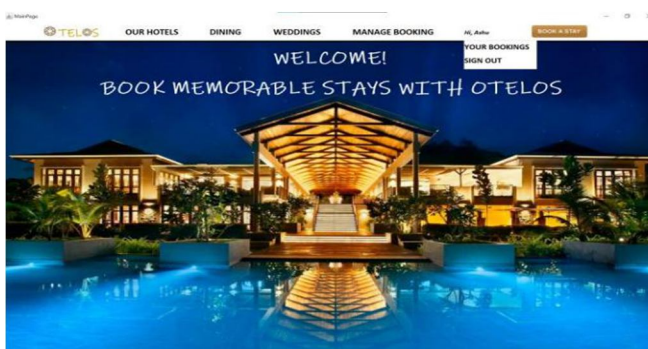 MainPage
OTELOS OUR HOTELS DINING WEDDINGS MANAGE BOOKING Hi, Ashu BOOK A STAY
YOUR BOOKINGS
SIGN OUT
WELCOME!
BOOK MEMORABLE STAYS WITH OTELOS